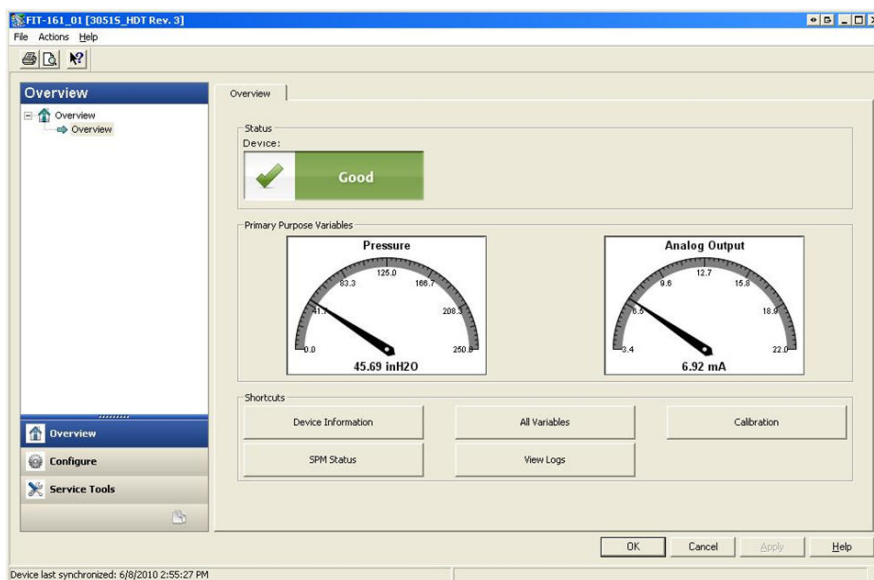 FIT-161_01 [3051S_HDT Rev. 3]
File Actions Help
Overview
Overview
Overview
Overview
Configure
Service Tools
Overview
Status
Device:
Good
Primary Purpose Variables
Pressure
125.0
83.3 166.7
41.7 208.3
0.0 250.0
45.69 inH2O
Analog Output
12.7
9.6 15.8
6.5 18.9
3.4 22.0
6.92 mA
Shortcuts
Device Information All Variables Calibration
SPM Status View Logs
OK Cancel Apply Help
Device last synchronized: 6/8/2010 2:55:27 PM